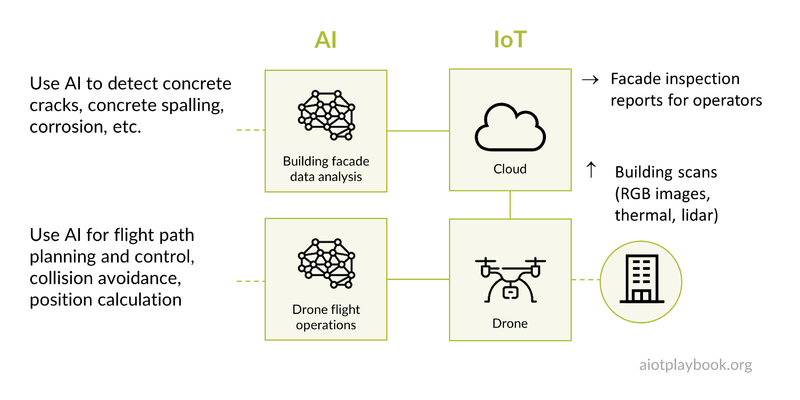 AI
IoT
Use AI to detect concrete
cracks, concrete spalling,
corrosion, etc.
Building facade
data analysis
Cloud
→ Facade inspection
reports for operators
↑ Building scans
(RGB images,
thermal, lidar)
Use AI for flight path
planning and control,
collision avoidance,
position calculation
Drone flight
operations
Drone
aiotplaybook.org